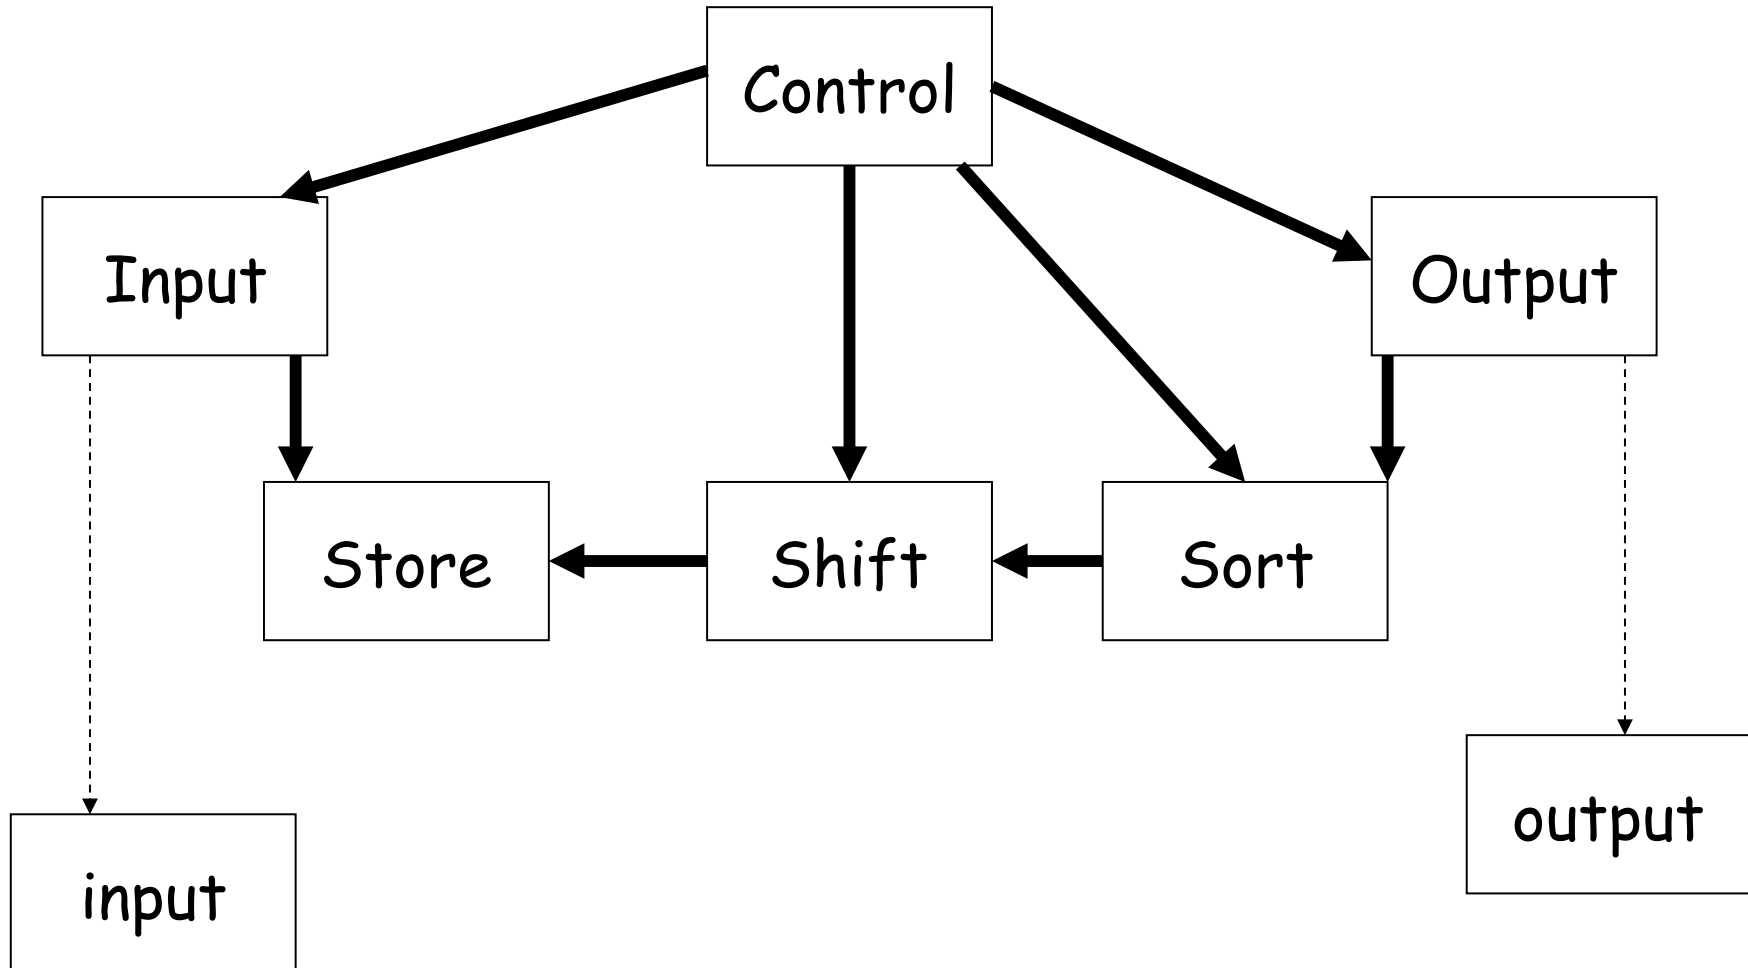 Control
Input
Output
Store
Shift
Sort
output
input